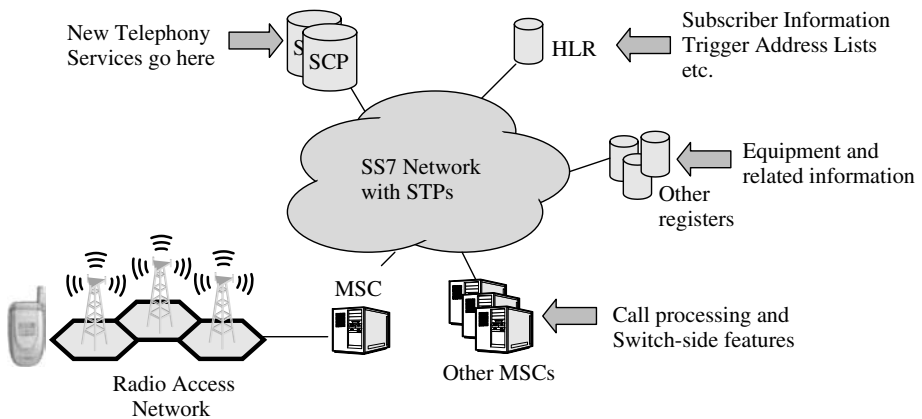 New Telephony
Services go here
SCP
HLR
Subscriber Information
Trigger Address Lists
etc.
SS7 Network
with STPs
Equipment and
related information
Other
registers
MSC
Call processing and
Switch-side features
Other MSCs
Radio Access
Network